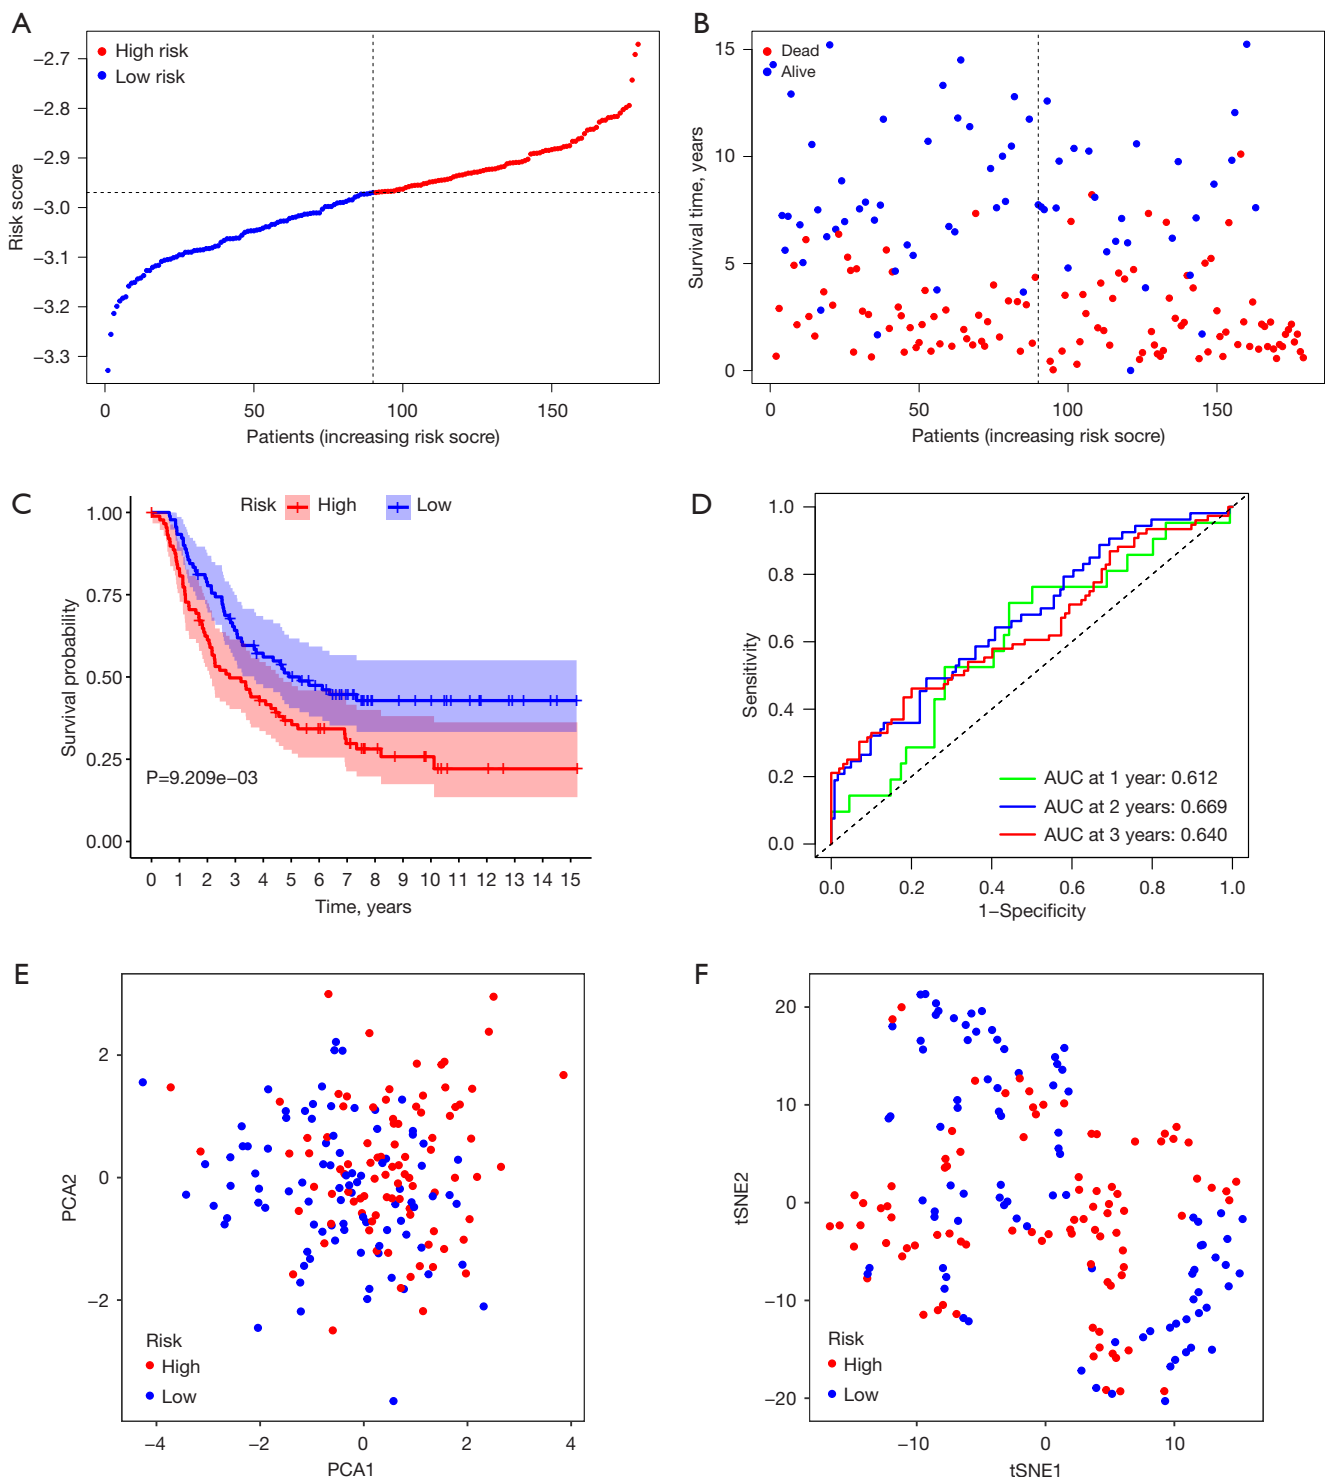 A
High risk
Low risk
−2.7
−2.8
−2.9
−3.0
−3.1
−3.2
−3.3
Risk score
0 50 100 150
Patients (increasing risk socre)
B
Dead
Alive
15
10
5
0
Survival time, years
0 50 100 150
Patients (increasing risk socre)
C
Risk High Low
1.00
0.75
0.50
0.25
0.00
Survival probability
P=9.209e−03
0 1 2 3 4 5 6 7 8 9 10 11 12 13 14 15
Time, years
D
1.0
0.8
0.6
0.4
0.2
0.0
Sensitivity
AUC at 1 year: 0.612
AUC at 2 years: 0.669
AUC at 3 years: 0.640
0.0 0.2 0.4 0.6 0.8 1.0
1−Specificity
E
2
0
−2
PCA2
Risk
High
Low
−4 −2 0 2 4
PCA1
F
20
10
0
−10
−20
tSNE2
Risk
High
Low
−10 0 10
tSNE1